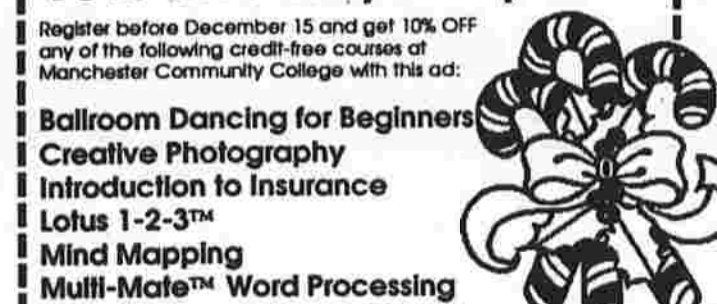 Register before December 15 and get 10% OFF
any of the following credit-free courses at
Manchester Community College with this ad:
Ballroom Dancing for Beginners
Creative Photography
Introduction to Insurance
Lotus 1-2-3™
Mind Mapping
Multi-Mate™ Word Processing